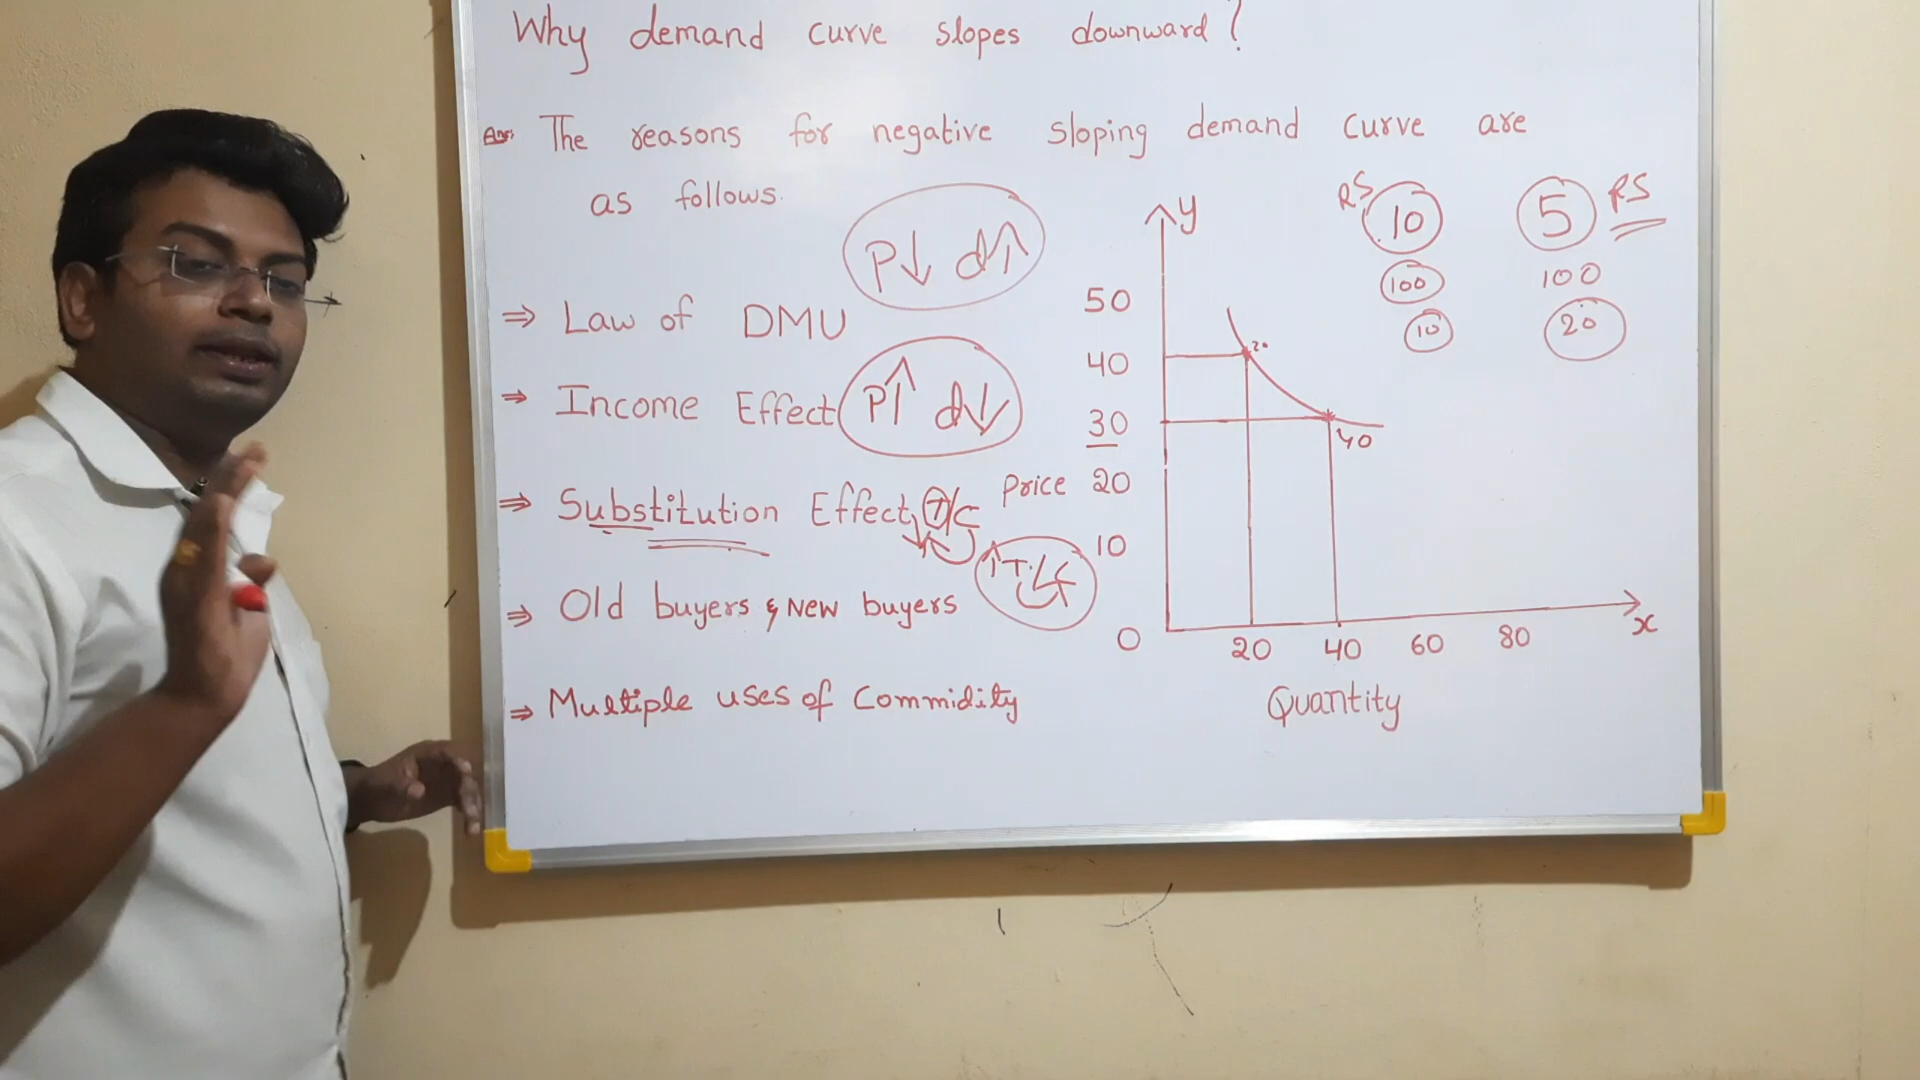 Why demand curve slopes downward?
Ans: The reasons for negative sloping demand curve are
as follows.
P↓ d↑
⇒ Law of DMU
⇒ Income Effect
P↑ d↓
⇒ Substitution Effect T/C
↑T/C
⇒ Old buyers & New buyers
⇒ Multiple uses of Commidity
y
50
40
30
Price 20
10
0
20
40
20 40 60 80 x
Quantity
RS 10 5 RS
100 100
10 20